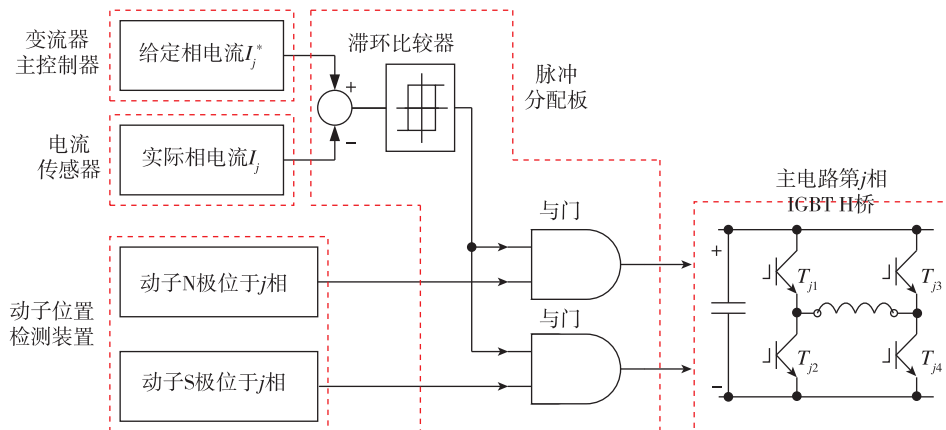 变流器
主控制器
给定相电流I*j
滞环比较器
脉冲
分配板
+
−
电流
传感器
实际相电流Ij
主电路第j相
IGBT H桥
与门
+
Tj1
Tj3
动子位置
检测装置
动子N极位于j相
与门
Tj2
Tj4
−
动子S极位于j相